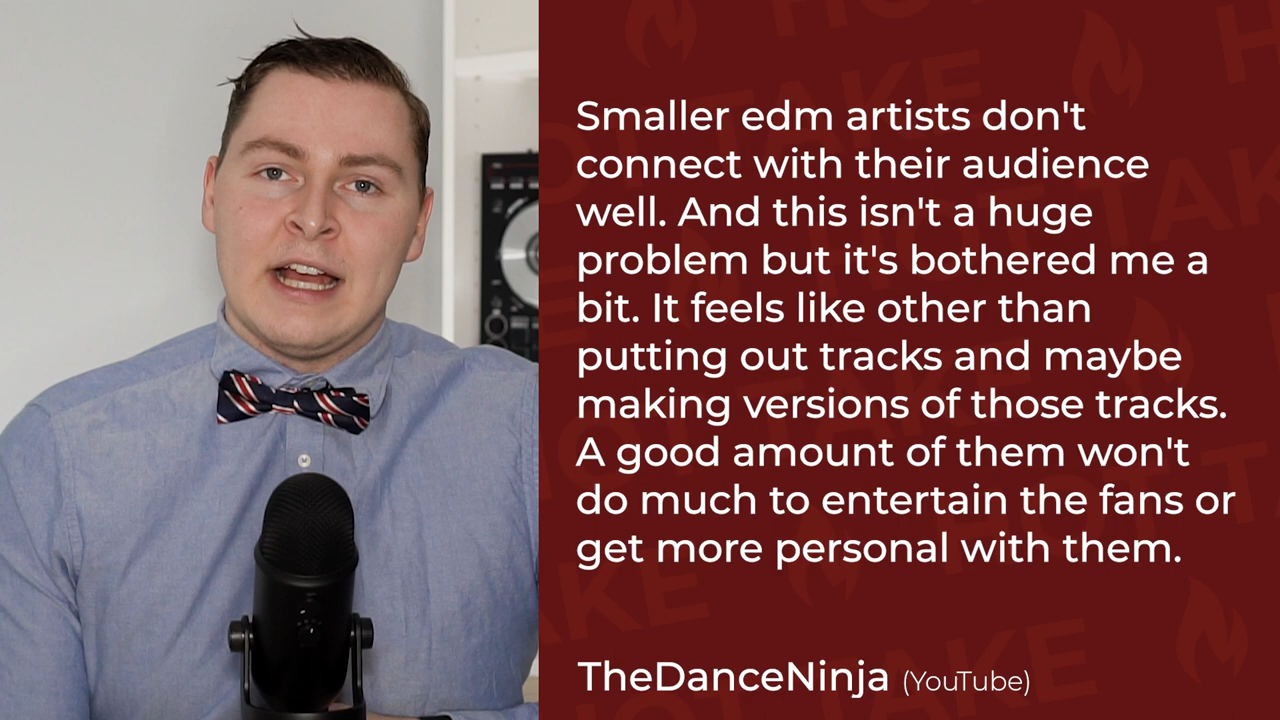 Smaller edm artists don't
connect with their audience
well. And this isn't a huge
problem but it's bothered me a
bit. It feels like other than
putting out tracks and maybe
making versions of those tracks.
A good amount of them won't
do much to entertain the fans or
get more personal with them.
TheDanceNinja (YouTube)
HOT TAKE